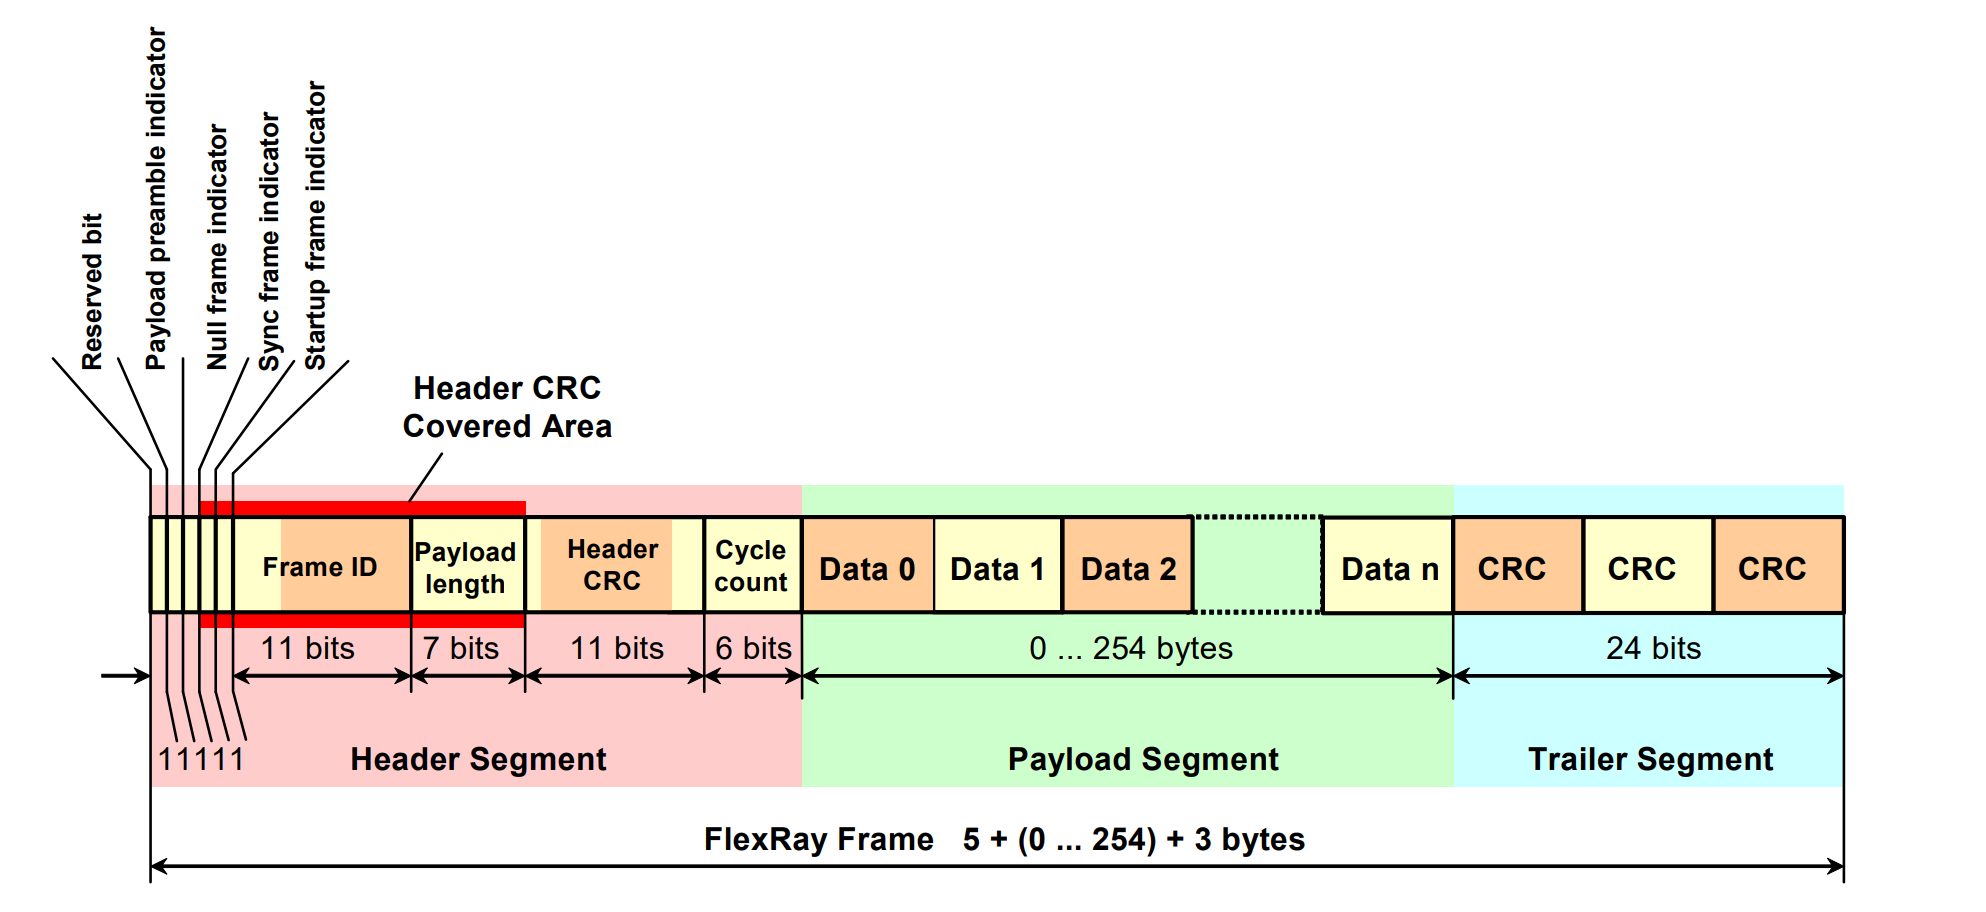 Reserved bit
Payload preamble indicator
Null frame indicator
Sync frame indicator
Startup frame indicator
Header CRC
Covered Area
Frame ID
Payload
length
Header
CRC
Cycle
count
Data 0
Data 1
Data 2
Data n
CRC
CRC
CRC
11 bits
7 bits
11 bits
6 bits
0 ... 254 bytes
24 bits
11111
Header Segment
Payload Segment
Trailer Segment
FlexRay Frame 5 + (0 ... 254) + 3 bytes